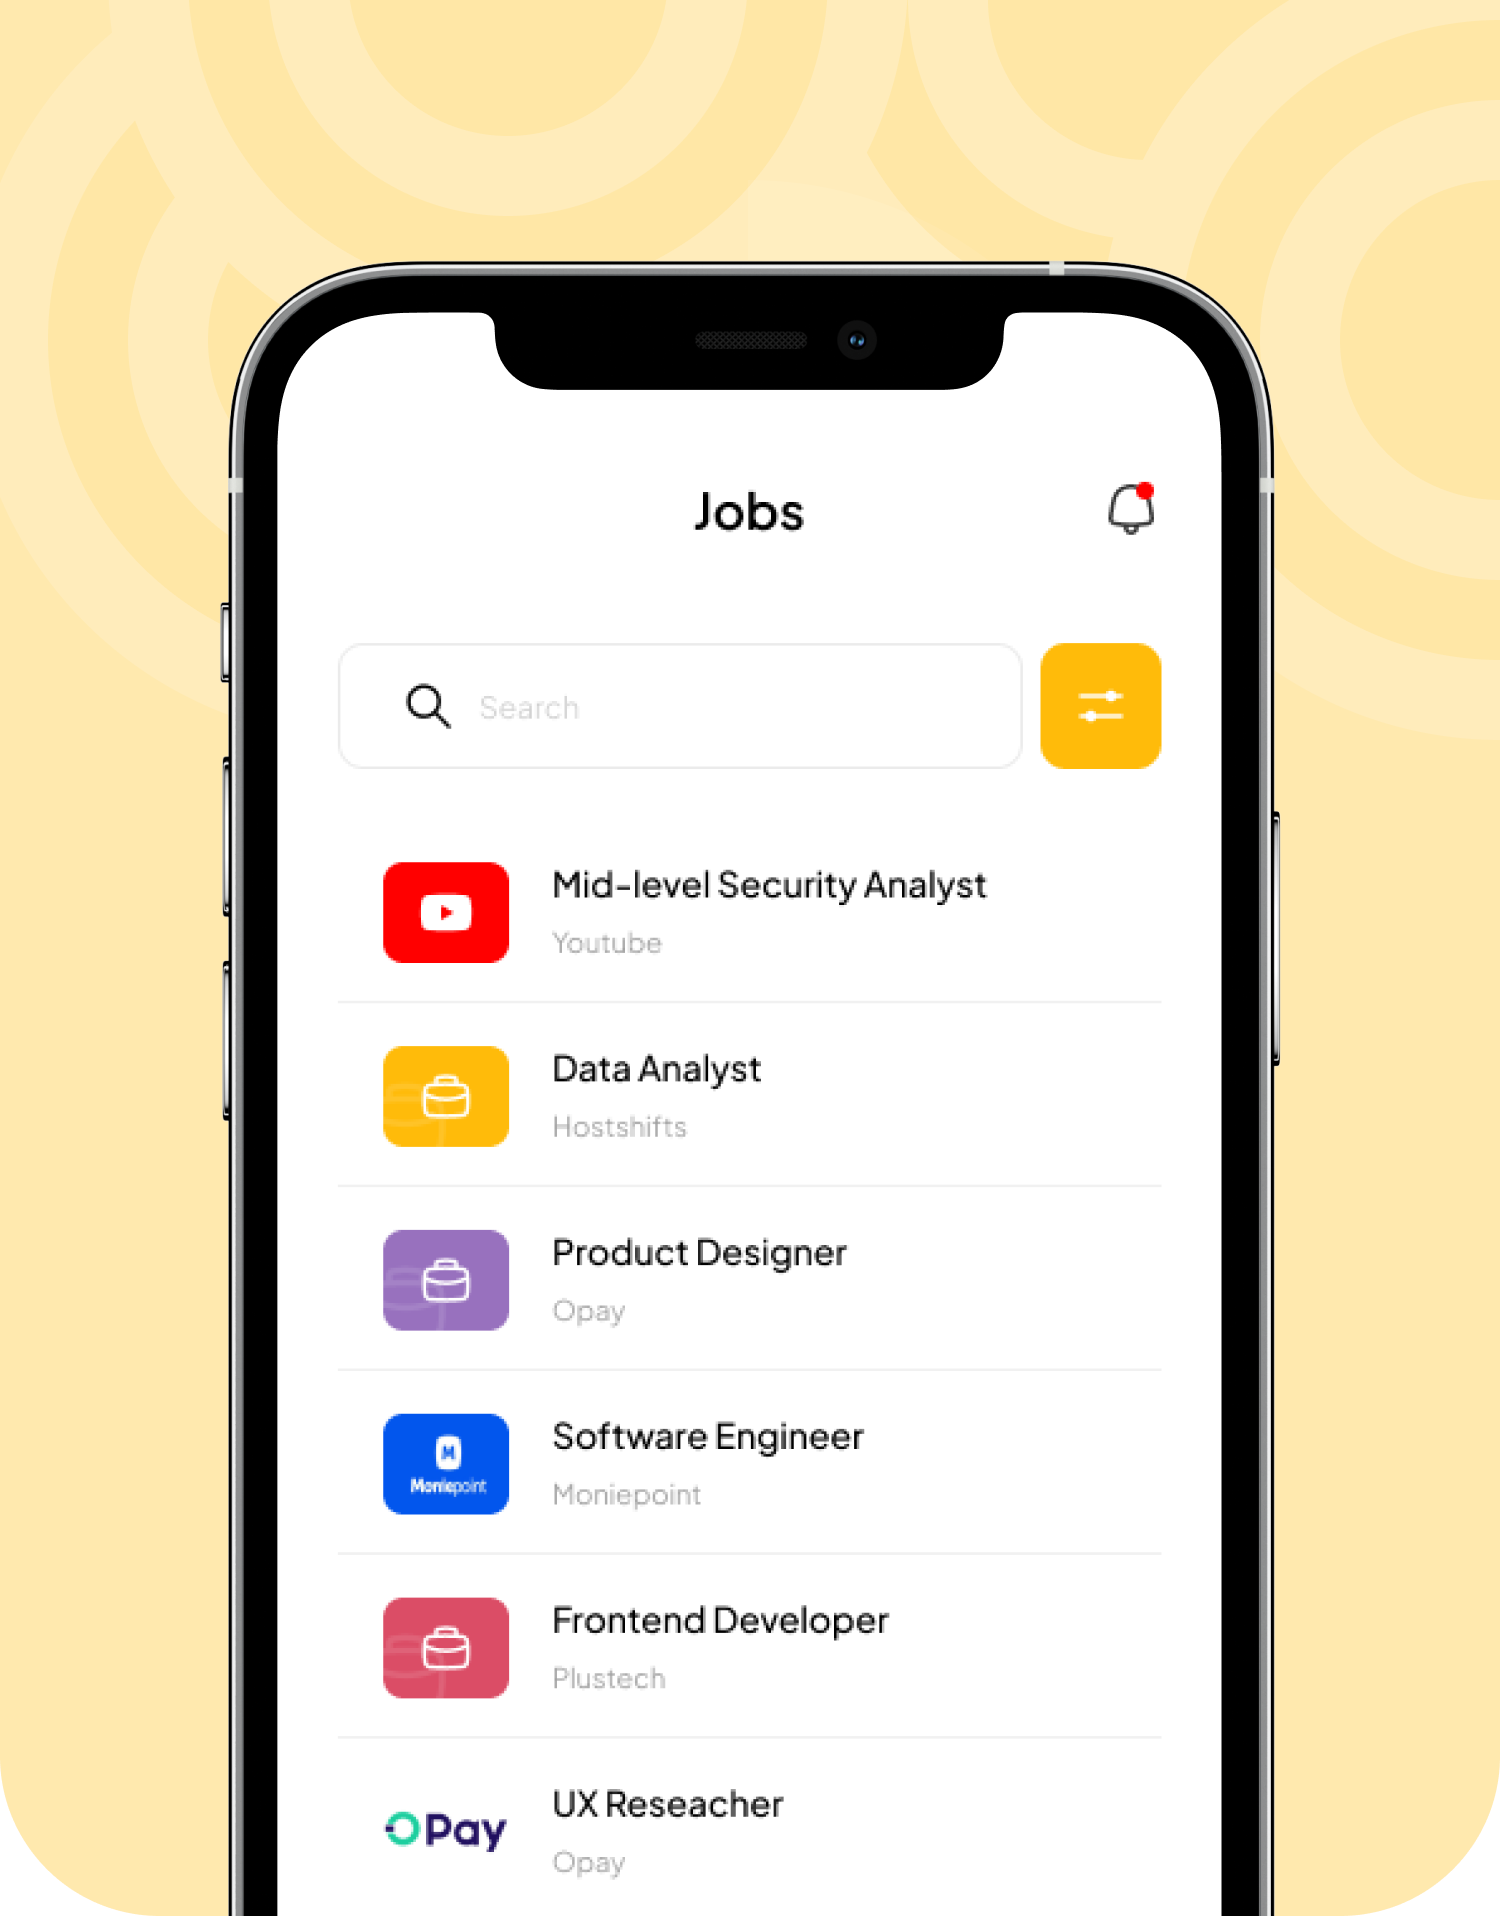 Jobs
Search
Mid-level Security Analyst
Youtube
Data Analyst
Hostshifts
Product Designer
Opay
Software Engineer
M
Moniepoint
Moniepoint
Frontend Developer
Plustech
UX Reseacher
OPay
Opay